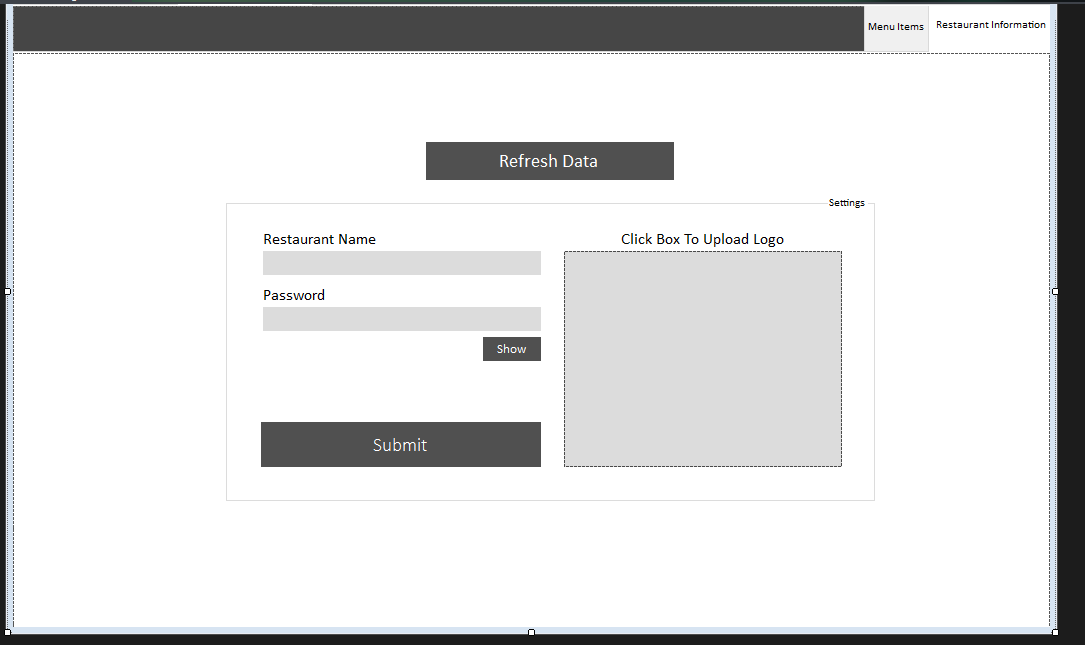 Menu Items
Restaurant Information
Refresh Data
Settings
Restaurant Name
Click Box To Upload Logo
Password
Show
Submit